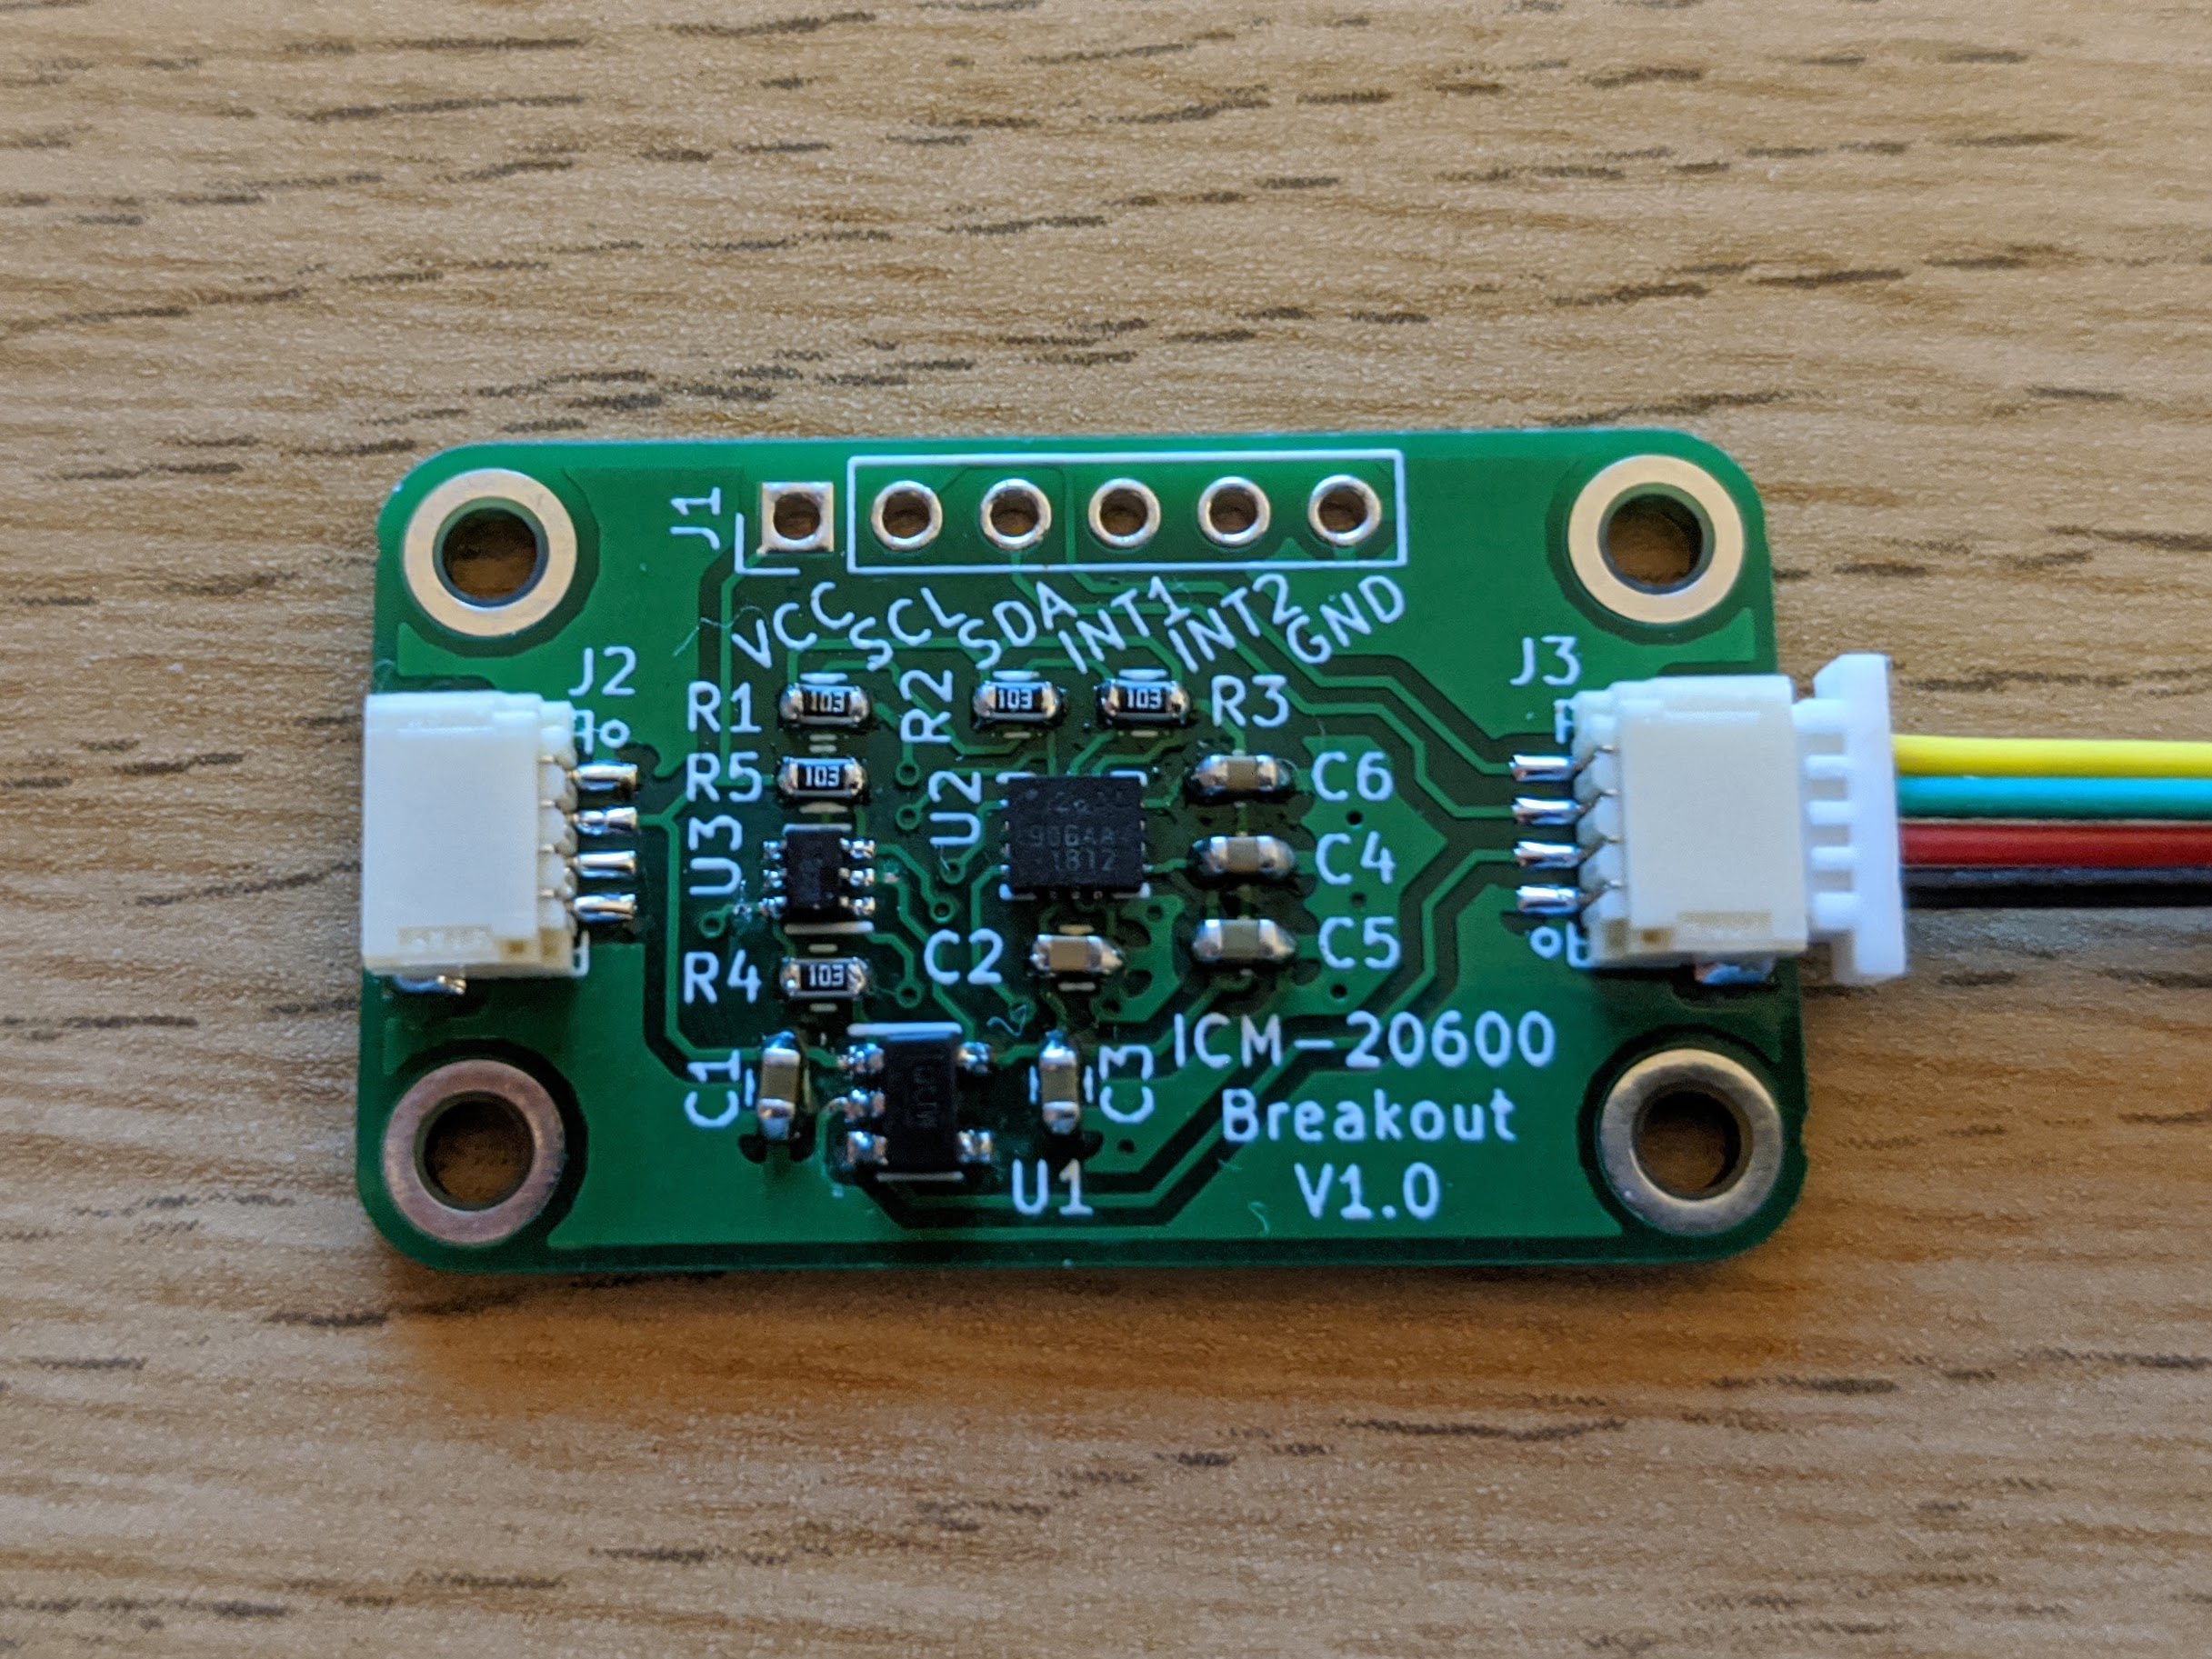 J1
VCC
SCL
SDA
INT1
INT2
GND
J2
J3
R1
103
R2
103
103
R3
R5
103
U3
U2
1812
C6
C4
C5
R4
103
C2
C1
C3
U1
ICM-20600
Breakout
V1.0